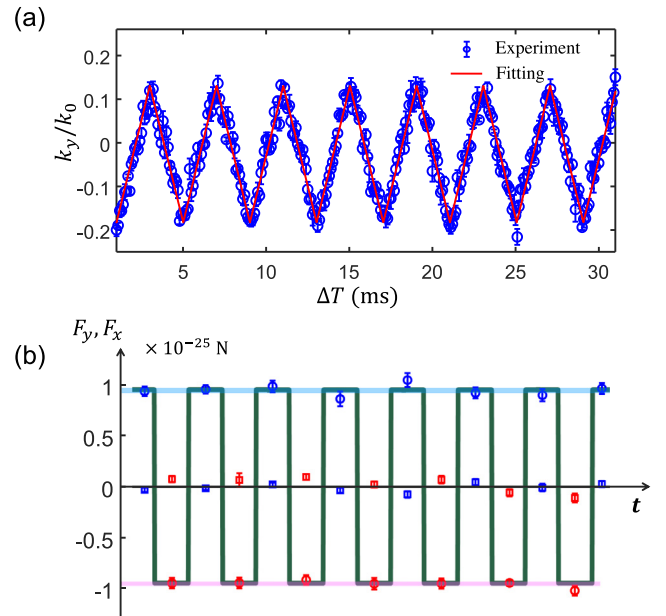 (a)
Experiment
Fitting
k_y/k_0
0.2
0.1
0
-0.1
-0.2
5 10 15 20 25 30
ΔT (ms)
(b)
F_y, F_x × 10^-25 N
1
0.5
0
-0.5
-1
t